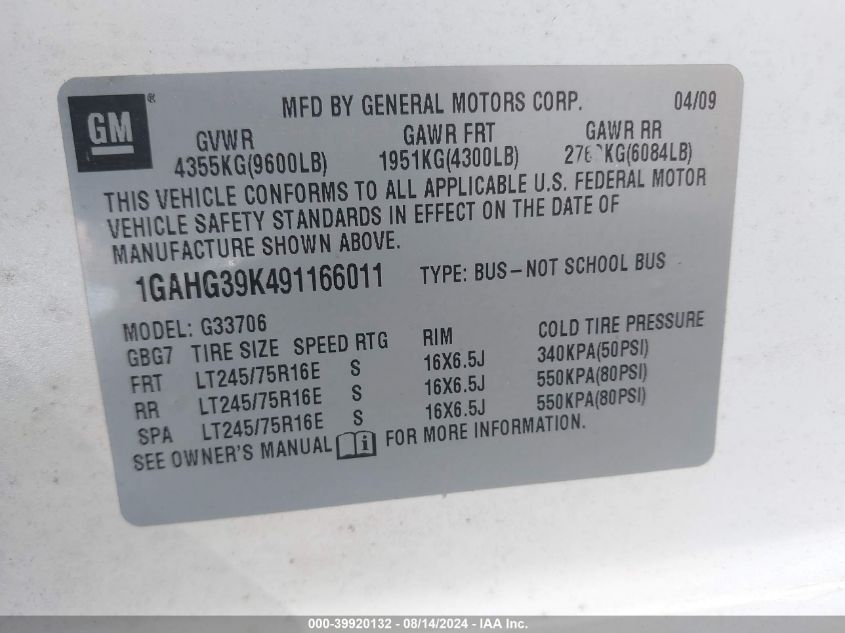 GM ®
MFD BY GENERAL MOTORS CORP. 04/09
GVWR GAWR FRT GAWR RR
4355KG(9600LB) 1951KG(4300LB) (6084LB)
THIS VEHICLE CONFORMS TO ALL APPLICABLE U.S. FEDERAL MOTOR
VEHICLE SAFETY STANDARDS IN EFFECT ON THE DATE OF
MANUFACTURE SHOWN ABOVE.
1GAHG39K491166011 TYPE: BUS-NOT SCHOOL BUS
MODEL: G33706
GBG7 TIRE SIZE SPEED RTG RIM COLD TIRE PRESSURE
FRT LT245/75R16E S 16X6.5J 340KPA(50PSI)
RR LT245/75R16E S 16X6.5J 550KPA(80PSI)
SPA LT245/75R16E S 16X6.5J 550KPA(80PSI)
SEE OWNER'S MANUAL i FOR MORE INFORMATION.
000-39920132 - 08/14/2024 - IAA Inc.